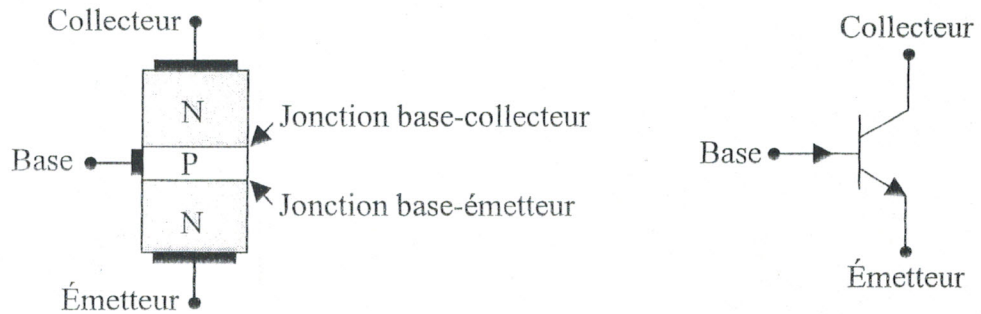 Collecteur
N
Jonction base-collecteur
Base
P
N
Jonction base-émetteur
Émetteur
Collecteur
Base
Émetteur